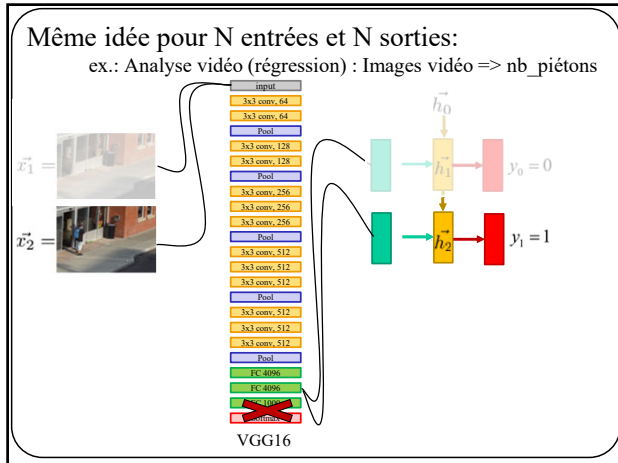 Même idée pour N entrées et N sorties:
ex.: Analyse vidéo (régression) : Images vidéo => nb_piétons
input
3x3 conv, 64
3x3 conv, 64
Pool
3x3 conv, 128
3x3 conv, 128
Pool
3x3 conv, 256
3x3 conv, 256
3x3 conv, 256
Pool
3x3 conv, 512
3x3 conv, 512
3x3 conv, 512
Pool
3x3 conv, 512
3x3 conv, 512
3x3 conv, 512
Pool
FC 4096
FC 4096
VGG16
x⃗₁ =
x⃗₂ =
h⃗₀
h⃗₁
y₀ = 0
h⃗₂
y₁ = 1